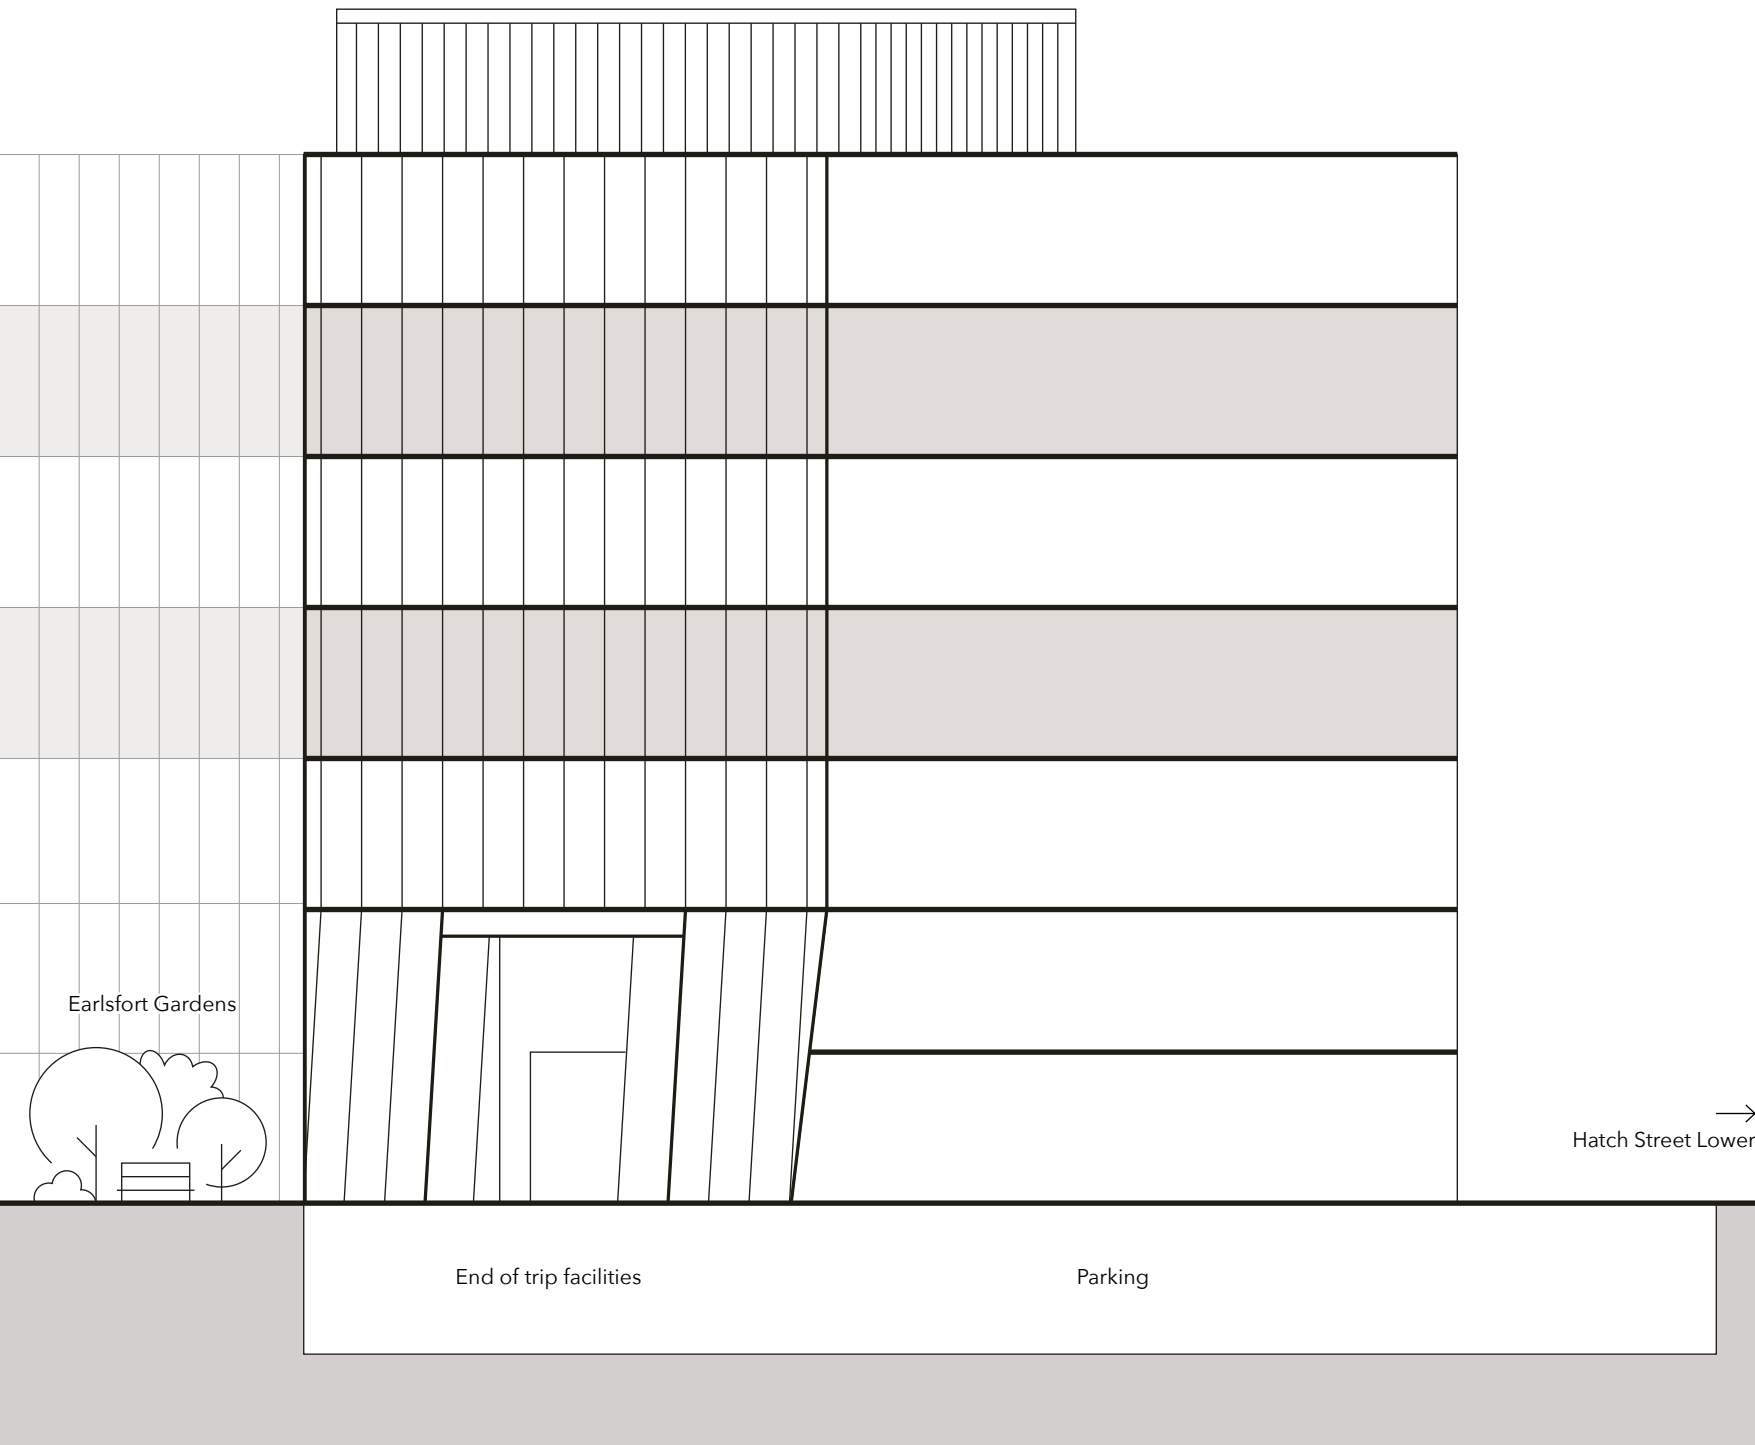 Earlsfort Gardens
Hatch Street Lower
End of trip facilities
Parking